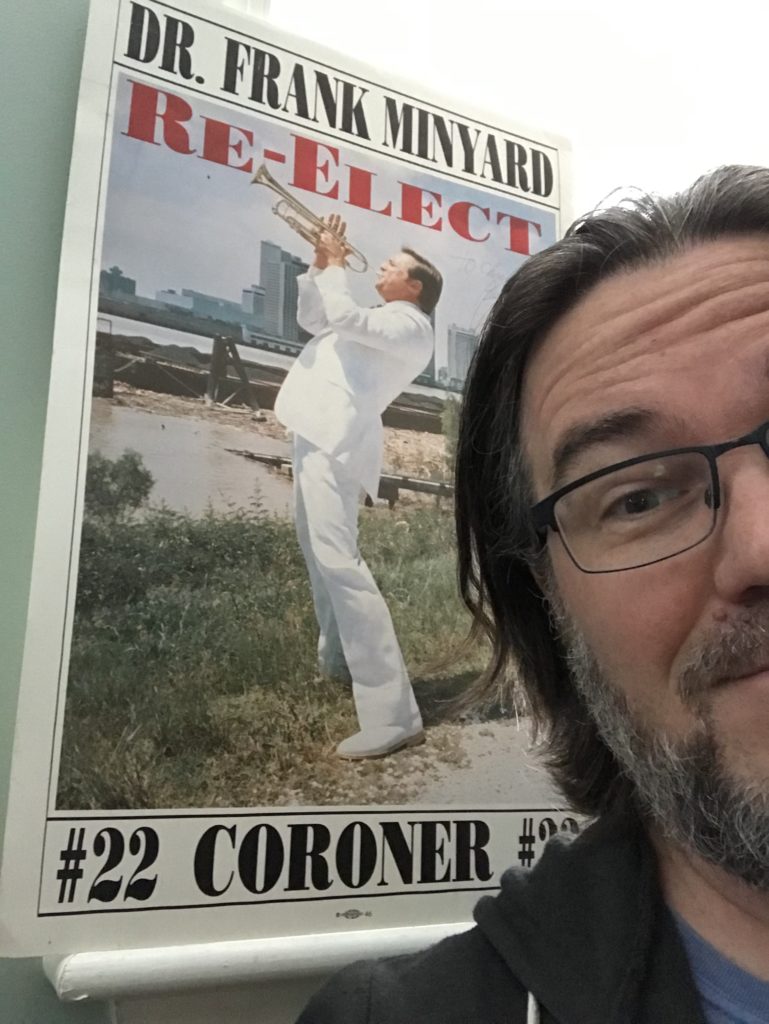 DR. FRANK MINYARD
RE-ELECT
#22 CORONER